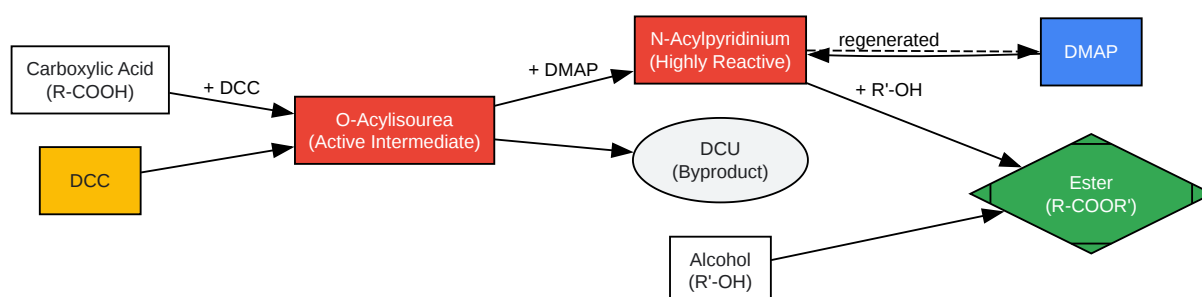 Carboxylic Acid
(R-COOH)
+ DCC
DCC
O-Acylisourea
(Active Intermediate)
+ DMAP
N-Acylpyridinium
(Highly Reactive)
regenerated
DMAP
+ R'-OH
DCU
(Byproduct)
Ester
(R-COOR')
Alcohol
(R'-OH)